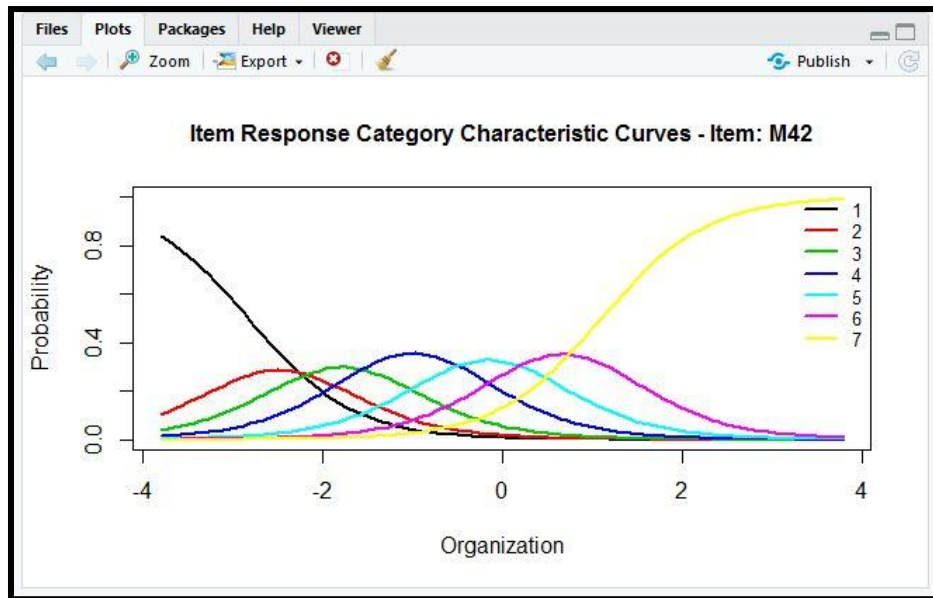 Files Plots Packages Help Viewer
Zoom Export Publish
Item Response Category Characteristic Curves - Item: M42
Probability
0.8
0.4
0.0
1
2
3
4
5
6
7
-4 -2 0 2 4
Organization